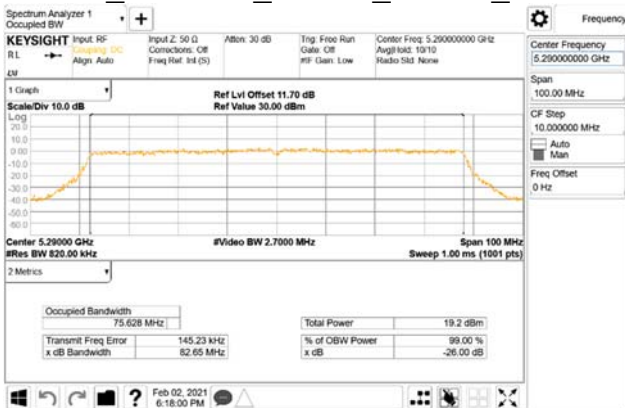 Spectrum Analyzer 1
Occupied BW
Frequency
KEYSIGHT
RL
Input: RF
Coupling: DC
Align: Auto
Input Z: 50 Ω
Corrections: Off
Freq Ref: Int (S)
Atten: 30 dB
Trig: Free Run
Gate: Off
#IF Gain: Low
Center Freq: 5.290000000 GHz
Avg|Hold: 10/10
Radio Std: None
Center Frequency
5.290000000 GHz
Span
100.00 MHz
CF Step
10.000000 MHz
Auto
Man
Freq Offset
0 Hz
1 Graph
Scale/Div 10.0 dB
Ref Lvl Offset 11.70 dB
Ref Value 30.00 dBm
Log
20.0
10.0
0.00
-10.0
-20.0
-30.0
-40.0
-50.0
-60.0
Center 5.29000 GHz
#Res BW 820.00 kHz
#Video BW 2.7000 MHz
Span 100 MHz
Sweep 1.00 ms (1001 pts)
2 Metrics
Occupied Bandwidth
75.628 MHz
Total Power
19.2 dBm
Transmit Freq Error
145.23 kHz
% of OBW Power
99.00 %
x dB Bandwidth
82.65 MHz
x dB
-26.00 dB
Feb 02, 2021
6:18:00 PM